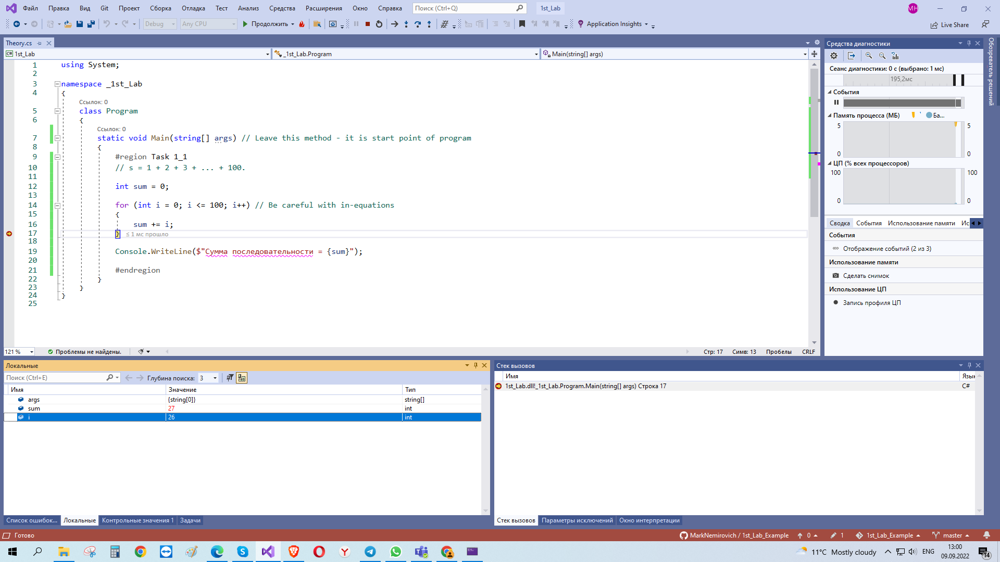 Файл Правка Вид Git Проект Сборка Отладка Тест Анализ Средства Расширения Окно Справка Поиск (Ctrl+Q) 1st_Lab MH
Debug Any CPU Продолжить Application Insights Live Share
Theory.cs
1st_Lab _1st_Lab.Program Main(string[] args)
1 using System;
2
3 namespace _1st_Lab
4 {
Ссылок: 0
5 class Program
6 {
Ссылок: 0
7 static void Main(string[] args) // Leave this method - it is start point of program
8 {
9 #region Task 1_1
10 // s = 1 + 2 + 3 + ... + 100.
11
12 int sum = 0;
13
14 for (int i = 0; i <= 100; i++) // Be careful with in-equations
15 {
16 sum += i;
17 } ≤ 1 мс прошло
18
19 Console.WriteLine($"Сумма последовательности = {sum}");
20
21 #endregion
22 }
23 }
24 }
25
121 % Проблемы не найдены. Стр: 17 Симв: 13 Пробелы CRLF
Средства диагностики
Сеанс диагностики: 0 с (выбрано: 1 мс)
195,2мс
События
Память процесса (МБ) Ба...
5 5
0 0
ЦП (% всех процессоров)
100 100
0 0
Сводка События Использование памяти Ис
События
Отображение событий (2 из 3)
Использование памяти
Сделать снимок
Использование ЦП
Запись профиля ЦП
Обозреватель решений
Локальные
Поиск (Ctrl+E) Глубина поиска: 3
Имя Значение Тип
args {string[0]} string[]
sum 27 int
i 26 int
Список ошибок... Локальные Контрольные значения 1 Задачи
Стек вызовов
Имя Язык
1st_Lab.dll!_1st_Lab.Program.Main(string[] args) Строка 17 C#
Стек вызовов Параметры исключений Окно интерпретации
Готово MarkNemirovich / 1st_Lab_Example 0 1 1st_Lab_Example master
11°C Mostly cloudy ENG 13:00
09.09.2022 14